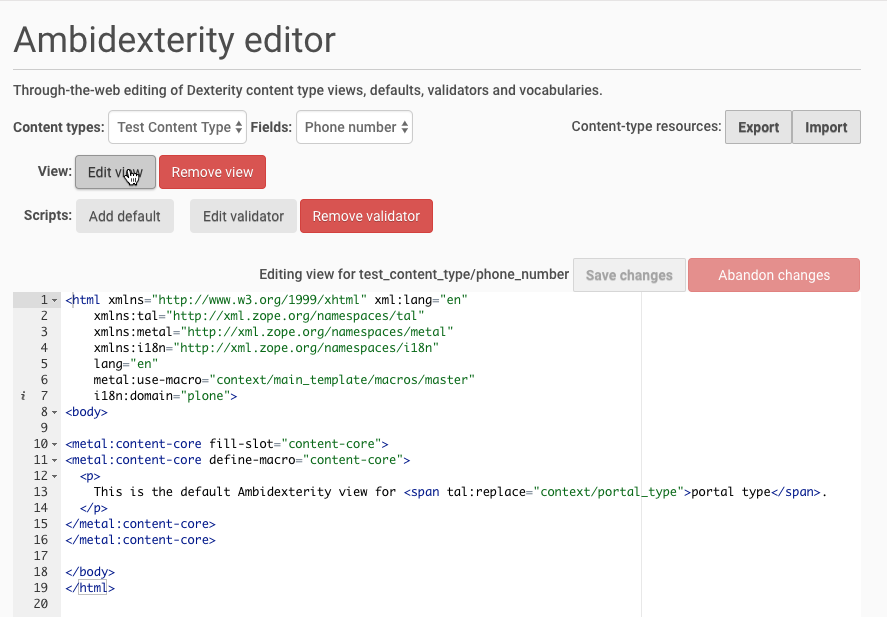 Ambidexterity editor
Through-the-web editing of Dexterity content type views, defaults, validators and vocabularies.
Content types: Test Content Type Fields: Phone number Content-type resources: Export Import
View: Edit view Remove view
Scripts: Add default Edit validator Remove validator
Editing view for test_content_type/phone_number Save changes Abandon changes
1 <html xmlns="http://www.w3.org/1999/xhtml" xml:lang="en"
2 xmlns:tal="http://xml.zope.org/namespaces/tal"
3 xmlns:metal="http://xml.zope.org/namespaces/metal"
4 xmlns:i18n="http://xml.zope.org/namespaces/i18n"
5 lang="en"
6 metal:use-macro="context/main_template/macros/master"
i 7 i18n:domain="plone">
8 <body>
9
10 <metal:content-core fill-slot="content-core">
11 <metal:content-core define-macro="content-core">
12 <p>
13 This is the default Ambidexterity view for <span tal:replace="context/portal_type">portal type</span>.
14 </p>
15 </metal:content-core>
16 </metal:content-core>
17
18 </body>
19 </html>
20